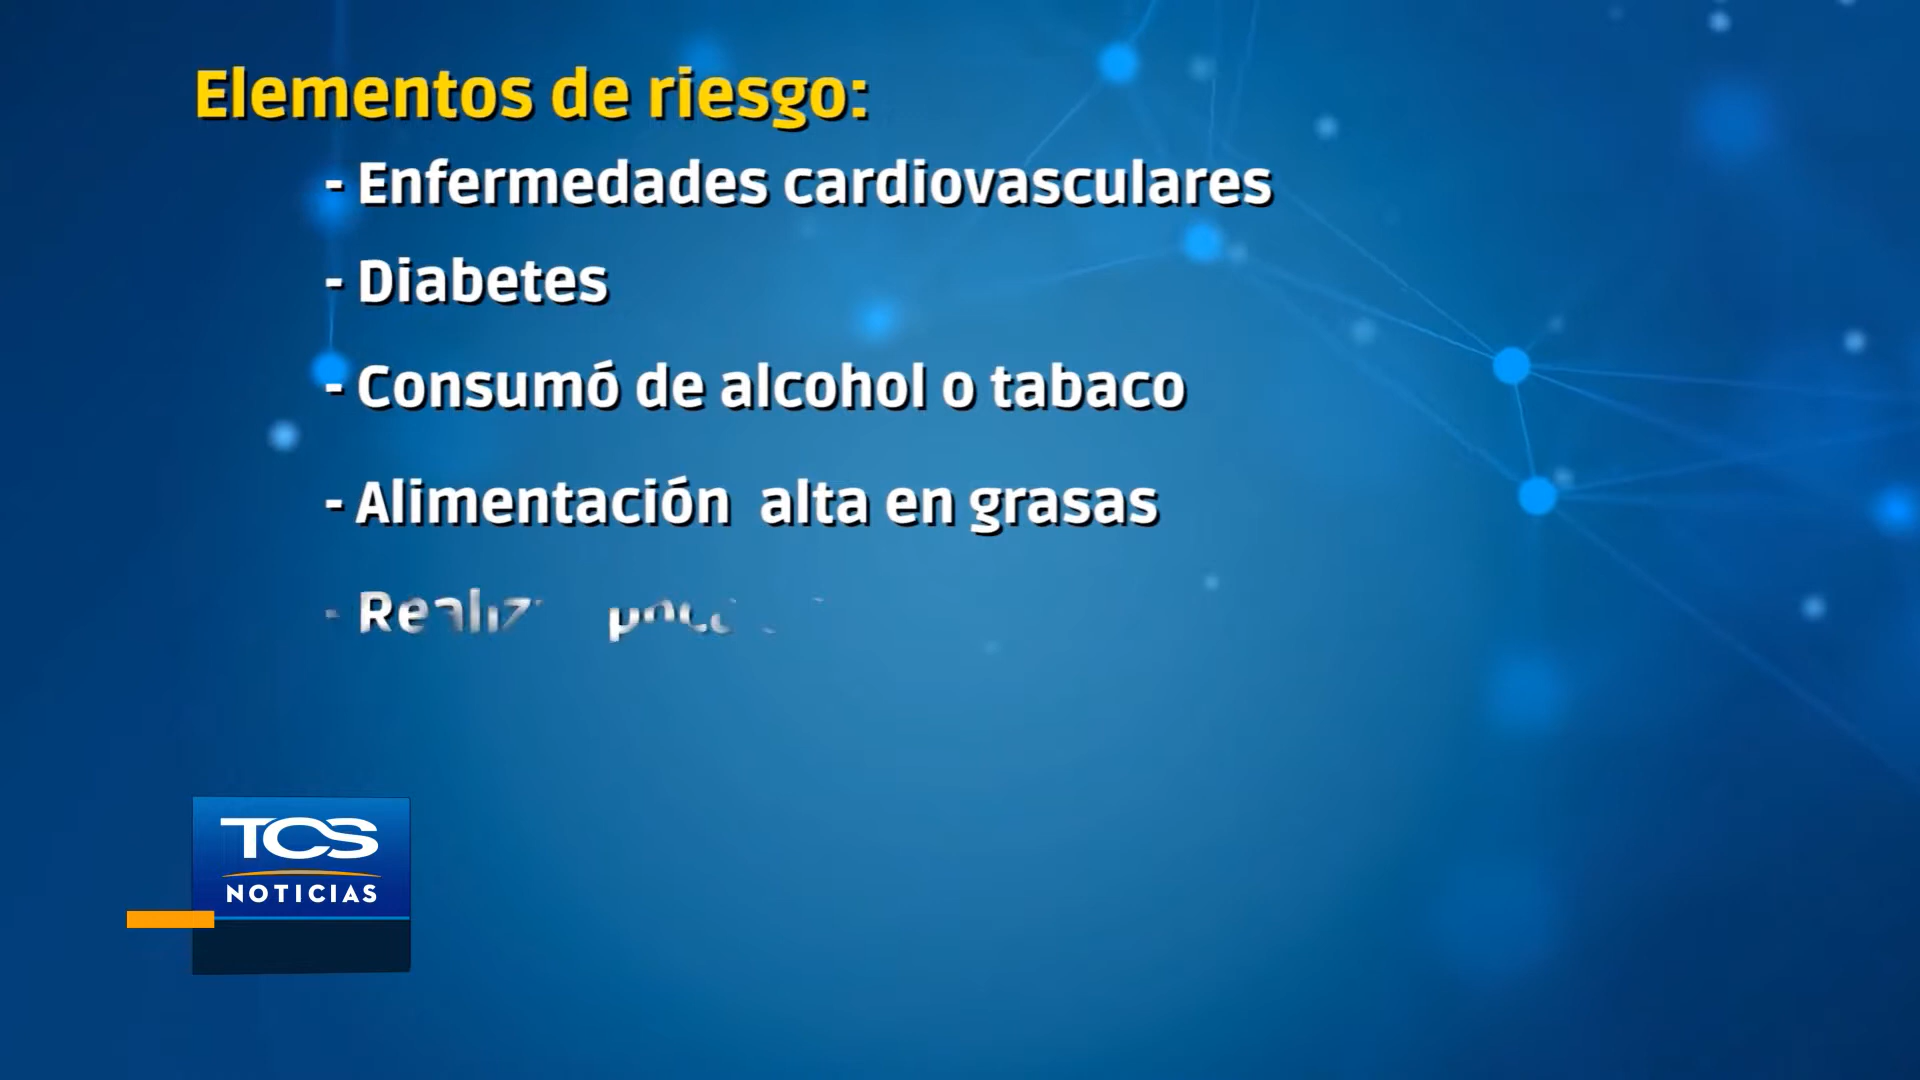 Elementos de riesgo:
- Enfermedades cardiovasculares
- Diabetes
- Consumó de alcohol o tabaco
- Alimentación alta en grasas
-
TCS
NOTICIAS